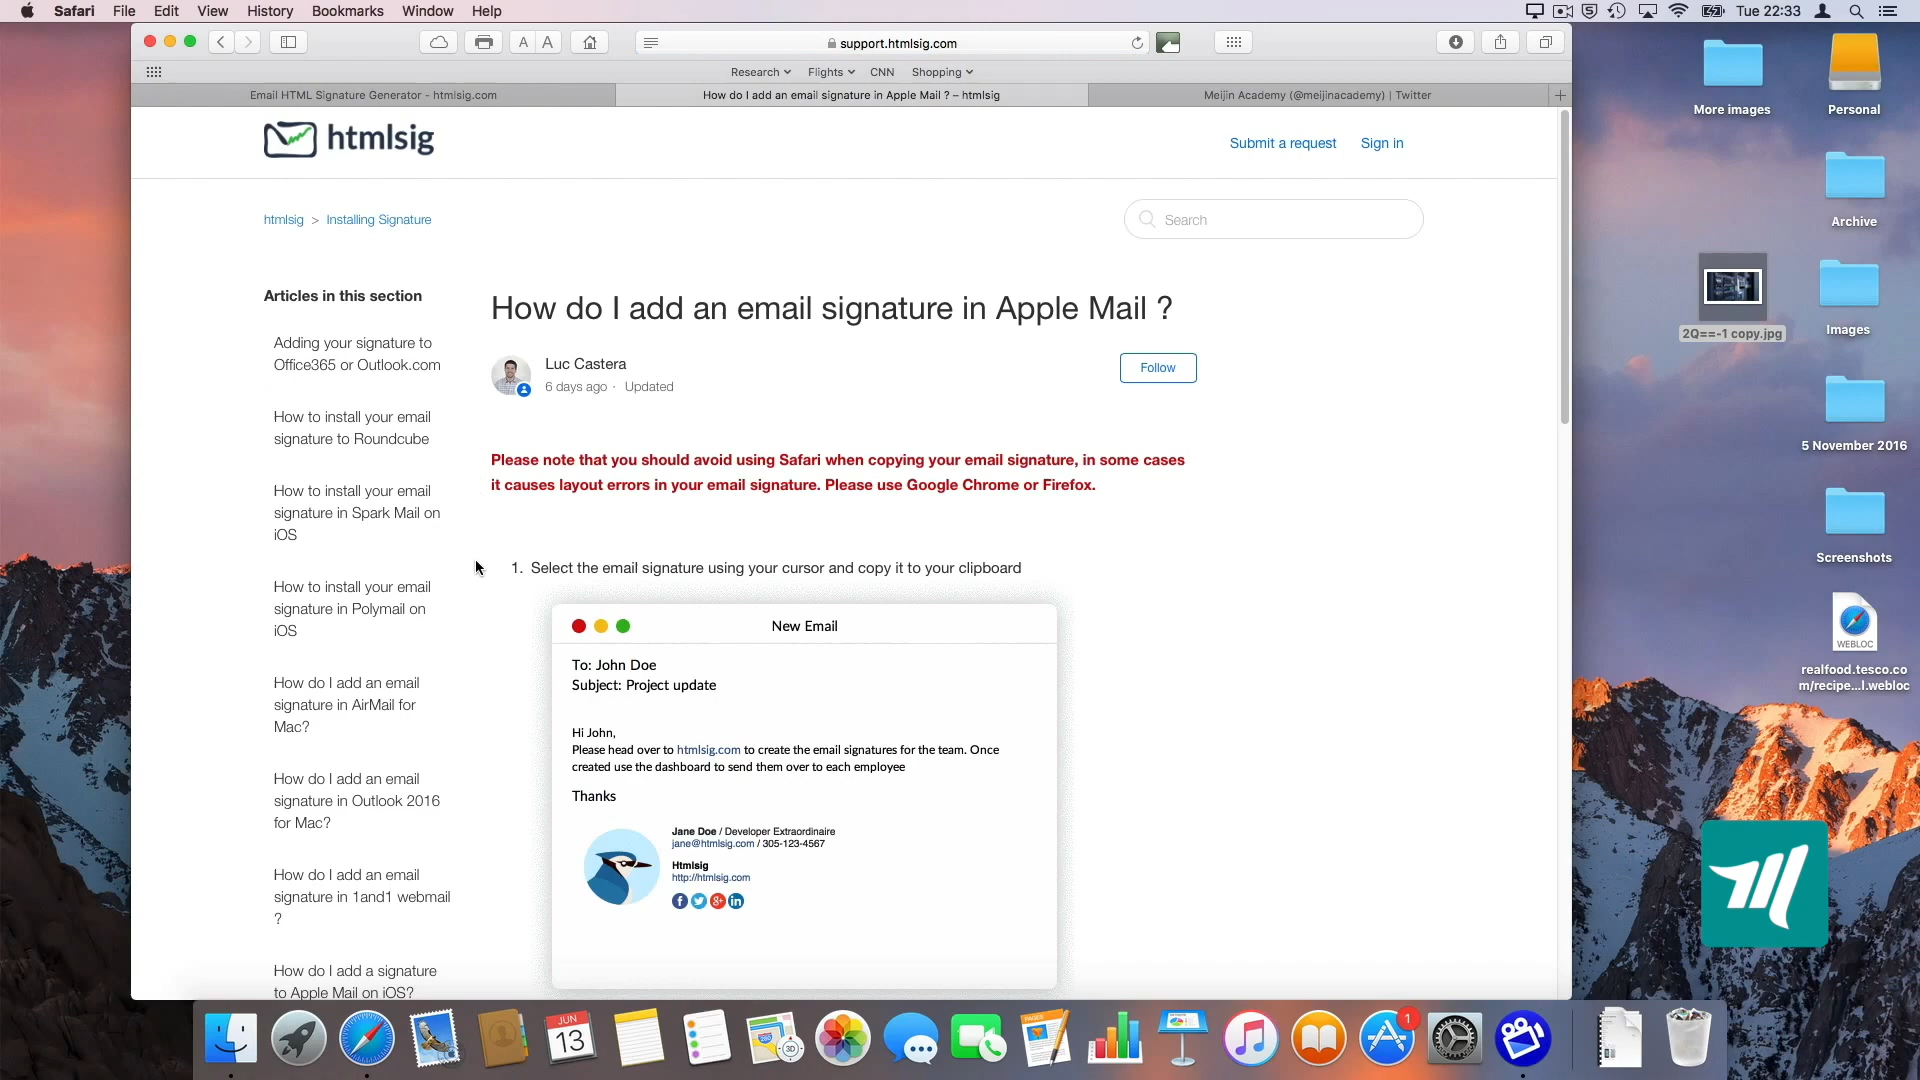 Safari File Edit View History Bookmarks Window Help
Tue 22:33
support.htmlsig.com
A A
Research Flights CNN Shopping
Email HTML Signature Generator - htmlsig.com
How do I add an email signature in Apple Mail ? – htmlsig
Meijin Academy (@meijinacademy) | Twitter
htmlsig
Submit a request Sign in
htmlsig > Installing Signature
Search
Articles in this section
Adding your signature to
Office365 or Outlook.com
How to install your email
signature to Roundcube
How to install your email
signature in Spark Mail on
iOS
How to install your email
signature in Polymail on
iOS
How do I add an email
signature in AirMail for
Mac?
How do I add an email
signature in Outlook 2016
for Mac?
How do I add an email
signature in 1and1 webmail
?
How do I add a signature
to Apple Mail on iOS?
How do I add an email signature in Apple Mail ?
Luc Castera
6 days ago · Updated
Follow
Please note that you should avoid using Safari when copying your email signature, in some cases
it causes layout errors in your email signature. Please use Google Chrome or Firefox.
1. Select the email signature using your cursor and copy it to your clipboard
New Email
To: John Doe
Subject: Project update
Hi John,
Please head over to htmlsig.com to create the email signatures for the team. Once
created use the dashboard to send them over to each employee
Thanks
Jane Doe / Developer Extraordinaire
jane@htmlsig.com / 305-123-4567
Htmlsig
http://htmlsig.com
More images
Personal
Archive
2Q==-1 copy.jpg
Images
5 November 2016
Screenshots
WEBLOC
realfood.tesco.co
m/recipe...l.webloc
JUN
13
3D
1